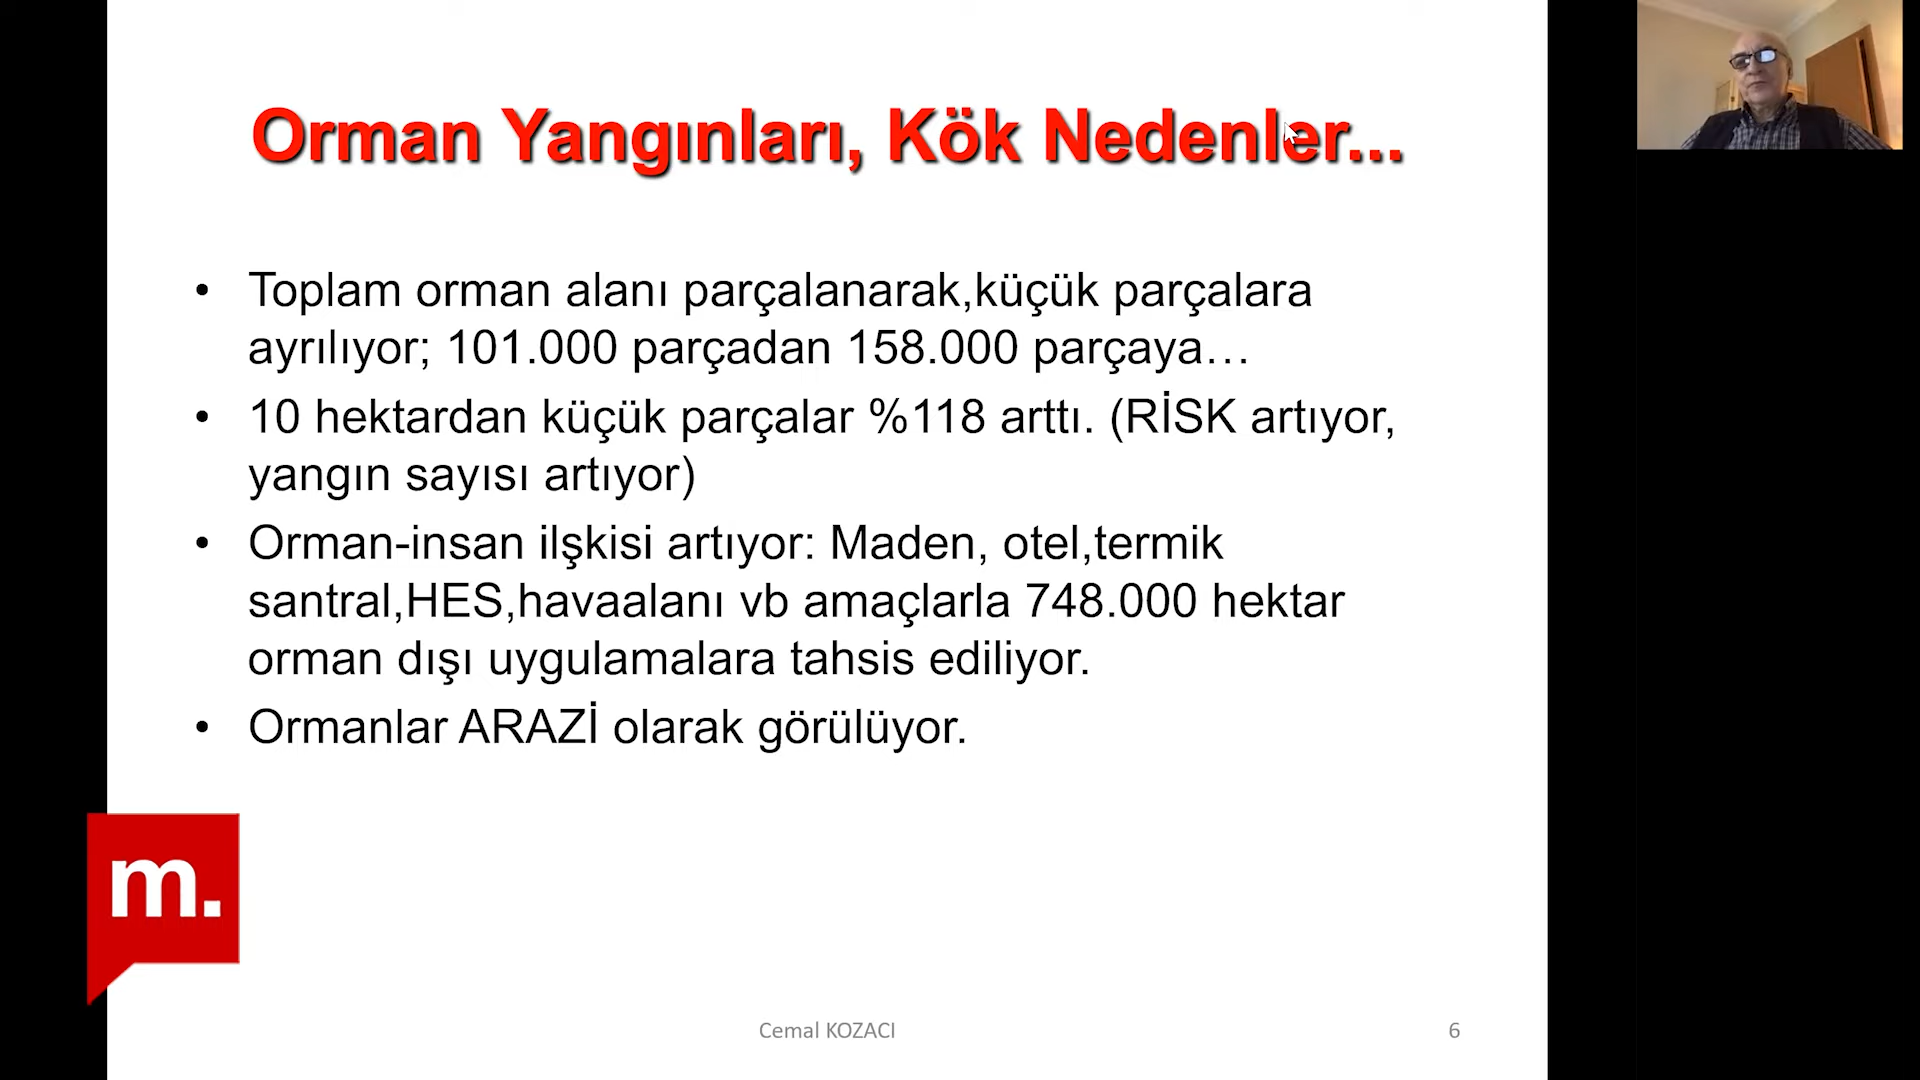 Orman Yangınları, Kök Nedenler...
• Toplam orman alanı parçalanarak,küçük parçalara
ayrılıyor; 101.000 parçadan 158.000 parçaya…
• 10 hektardan küçük parçalar %118 arttı. (RİSK artıyor,
yangın sayısı artıyor)
• Orman-insan ilşkisi artıyor: Maden, otel,termik
santral,HES,havaalanı vb amaçlarla 748.000 hektar
orman dışı uygulamalara tahsis ediliyor.
• Ormanlar ARAZİ olarak görülüyor.
m.
Cemal KOZACI
6